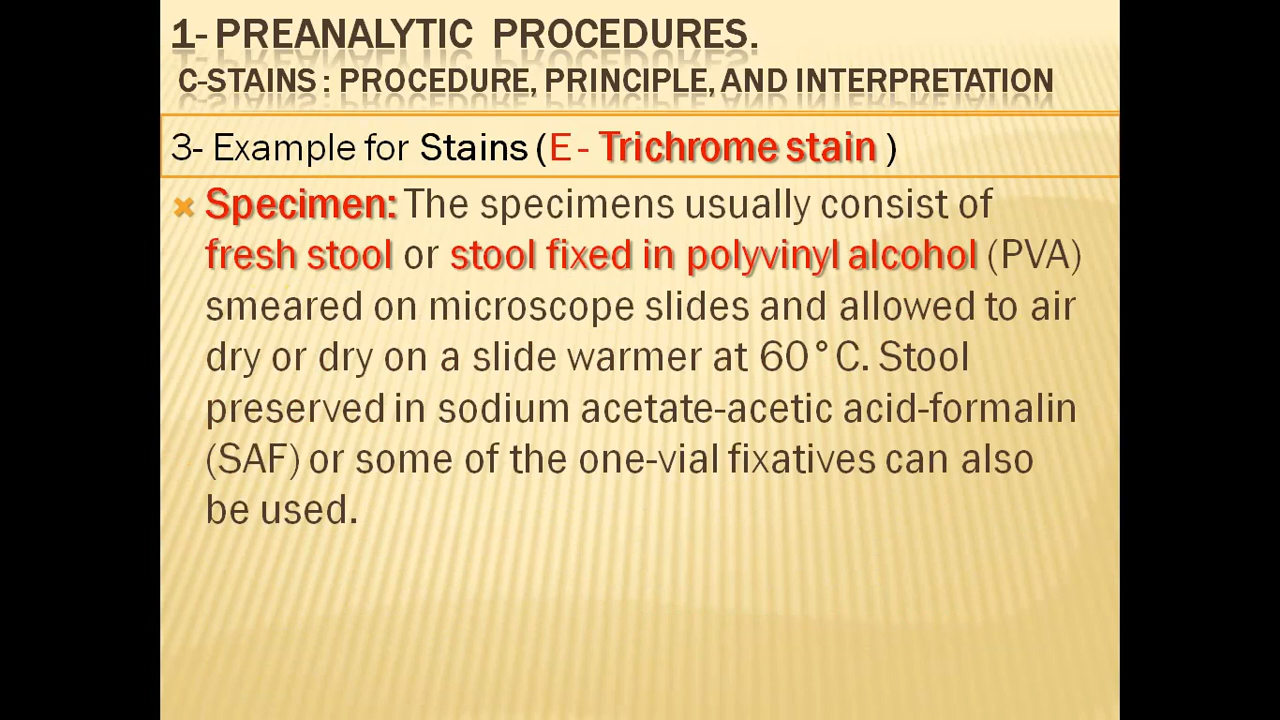 1- PREANALYTIC PROCEDURES.
C-STAINS : PROCEDURE, PRINCIPLE, AND INTERPRETATION
3- Example for Stains (E - Trichrome stain )
Specimen: The specimens usually consist of
fresh stool or stool fixed in polyvinyl alcohol (PVA)
smeared on microscope slides and allowed to air
dry or dry on a slide warmer at 60°C. Stool
preserved in sodium acetate-acetic acid-formalin
(SAF) or some of the one-vial fixatives can also
be used.